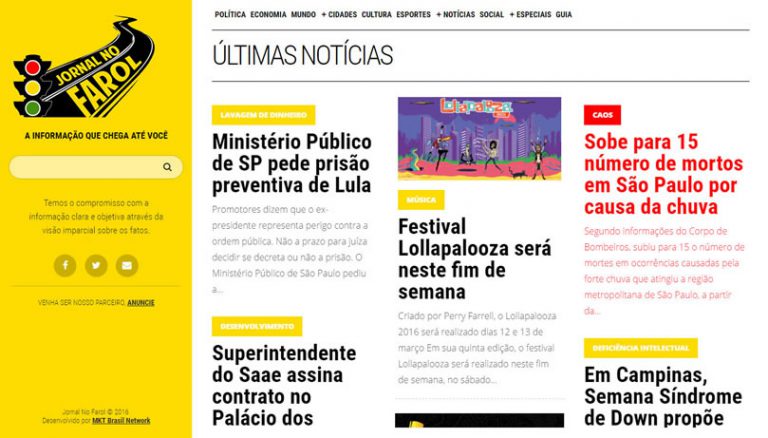 JORNAL NO
FAROL
A INFORMAÇÃO QUE CHEGA ATÉ VOCÊ
Temos o compromisso com a
informação clara e objetiva através da
visão imparcial sobre os fatos.
VENHA SER NOSSO PARCEIRO, ANUNCIE
Jornal No Farol © 2016
Desenvolvido por MKT Brasil Network
POLÍTICA ECONOMIA MUNDO + CIDADES CULTURA ESPORTES + NOTÍCIAS SOCIAL + ESPECIAIS GUIA
ÚLTIMAS NOTÍCIAS
LAVAGEM DE DINHEIRO
Ministério Público
de SP pede prisão
preventiva de Lula
Promotores dizem que o ex-
presidente representa perigo contra a
ordem pública. Não a prazo para juíza
decidir se decreta ou não a prisão. O
Ministério Público de São Paulo pediu
a...
DESENVOLVIMENTO
Superintendente
do Saae assina
contrato no
Palácio dos
Lollapalooza
MÚSICA
Festival
Lollapalooza será
neste fim de
semana
Criado por Perry Farrell, o Lollapalooza
2016 será realizado dias 12 e 13 de
março Em sua quinta edição, o festival
Lollapalooza será realizado neste fim
de semana, no sábado...
CAOS
Sobe para 15
número de mortos
em São Paulo por
causa da chuva
Segundo informações do Corpo de
Bombeiros, subiu para 15 o número de
mortes em ocorrências causadas pela
forte chuva que atingiu a região
metropolitana de São Paulo, a partir
da...
DEFICIÊNCIA INTELECTUAL
Em Campinas,
Semana Síndrome
de Down propõe